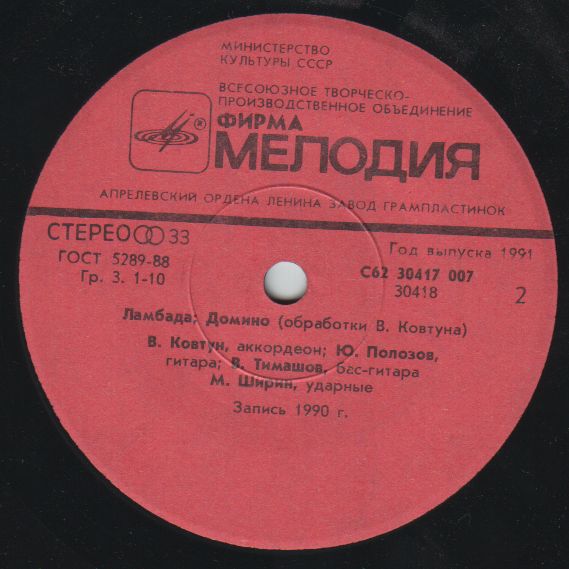 МИНИСТЕРСТВО
КУЛЬТУРЫ СССР
ВСЕСОЮЗНОЕ ТВОРЧЕСКО-
ПРОИЗВОДСТВЕННОЕ ОБЪЕДИНЕНИЕ
ФИРМА
® МЕЛОДИЯ
АПРЕЛЕВСКИЙ ОРДЕНА ЛЕНИНА ЗАВОД ГРАМПЛАСТИНОК
СТЕРЕО 33
Год выпуска 1991
ГОСТ 5289-88
С62 30417 007
Гр. 3. 1-10
30418
2
Ламбада; Домино (обработки В. Ковтуна)
В. Ковтун, аккордеон; Ю. Полозов,
гитара; В. Тимашов, бас-гитара
М. Ширин, ударные
Запись 1990 г.